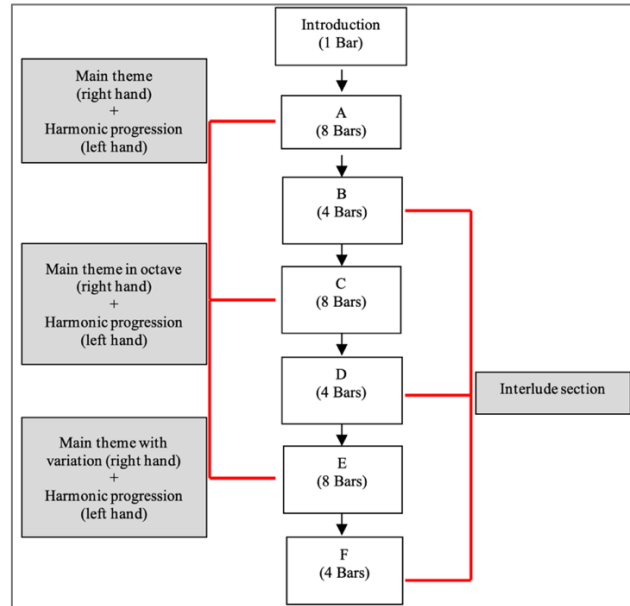 Introduction
(1 Bar)
Main theme
(right hand)
+
Harmonic progression
(left hand)
A
(8 Bars)
B
(4 Bars)
Main theme in octave
(right hand)
+
Harmonic progression
(left hand)
C
(8 Bars)
D
(4 Bars)
Interlude section
Main theme with
variation (right hand)
+
Harmonic progression
(left hand)
E
(8 Bars)
F
(4 Bars)